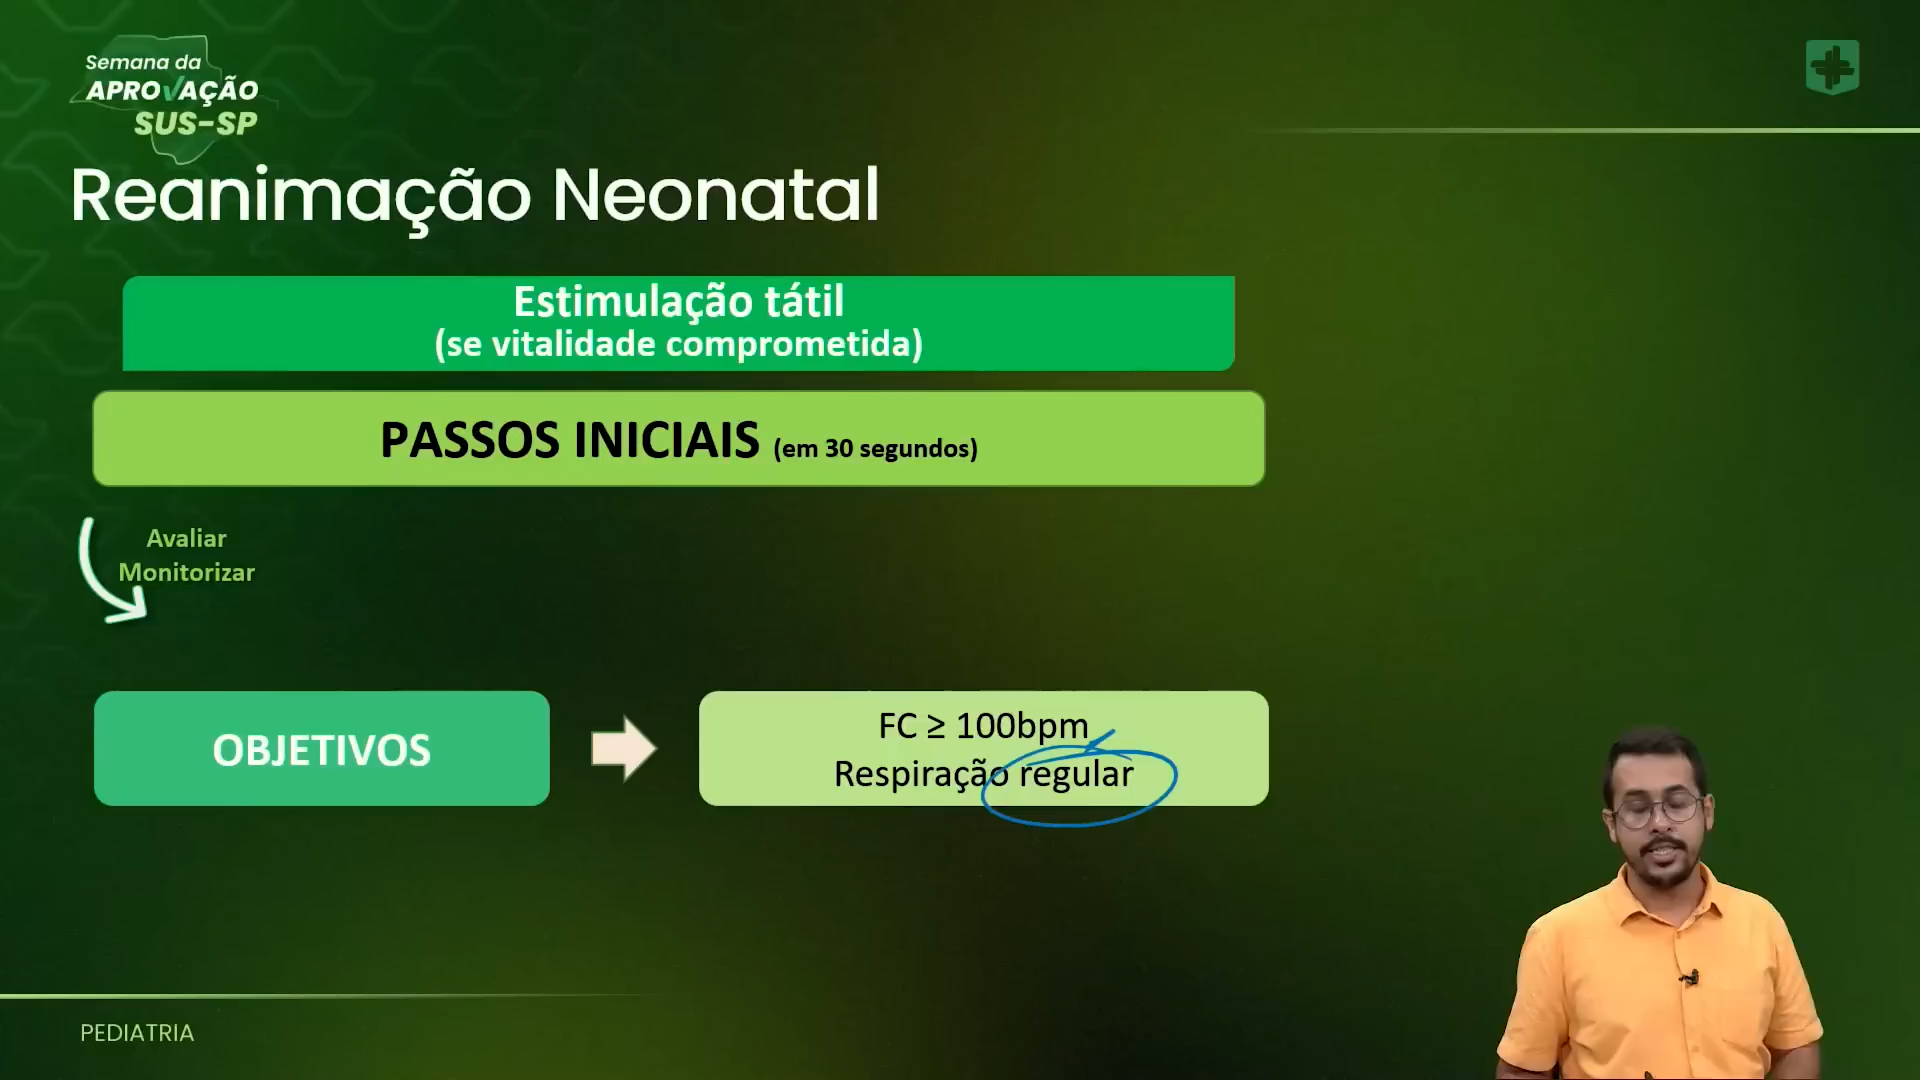 Semana da
APROVAÇÃO
SUS-SP
Reanimação Neonatal
Estimulação tátil
(se vitalidade comprometida)
PASSOS INICIAIS (em 30 segundos)
Avaliar
Monitorizar
OBJETIVOS
FC ≥ 100bpm
Respiração regular
PEDIATRIA